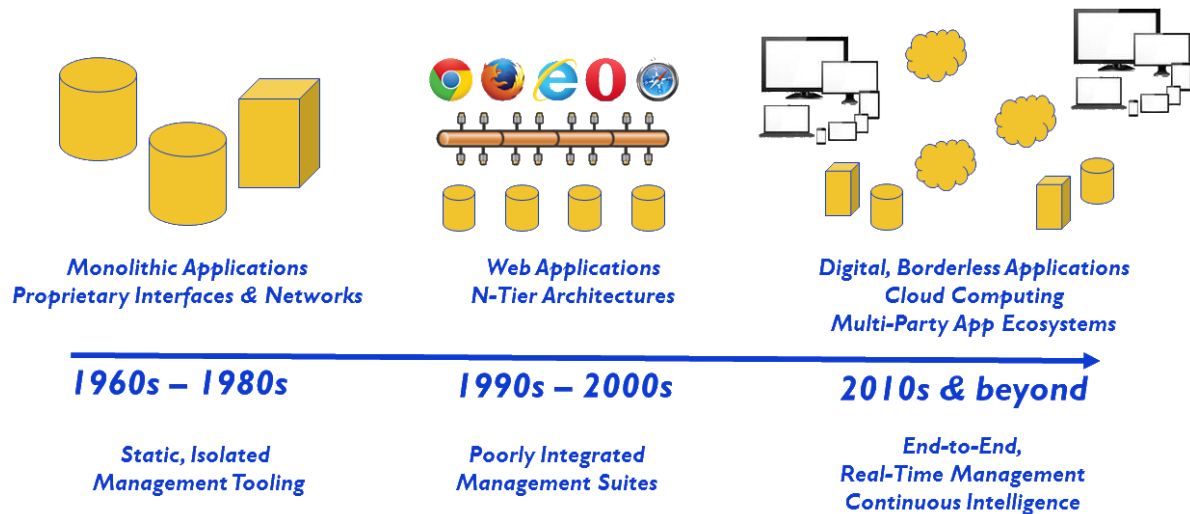 Monolithic Applications
Proprietary Interfaces & Networks
Web Applications
N-Tier Architectures
Digital, Borderless Applications
Cloud Computing
Multi-Party App Ecosystems
1960s – 1980s
1990s – 2000s
2010s & beyond
Static, Isolated
Management Tooling
Poorly Integrated
Management Suites
End-to-End,
Real-Time Management
Continuous Intelligence